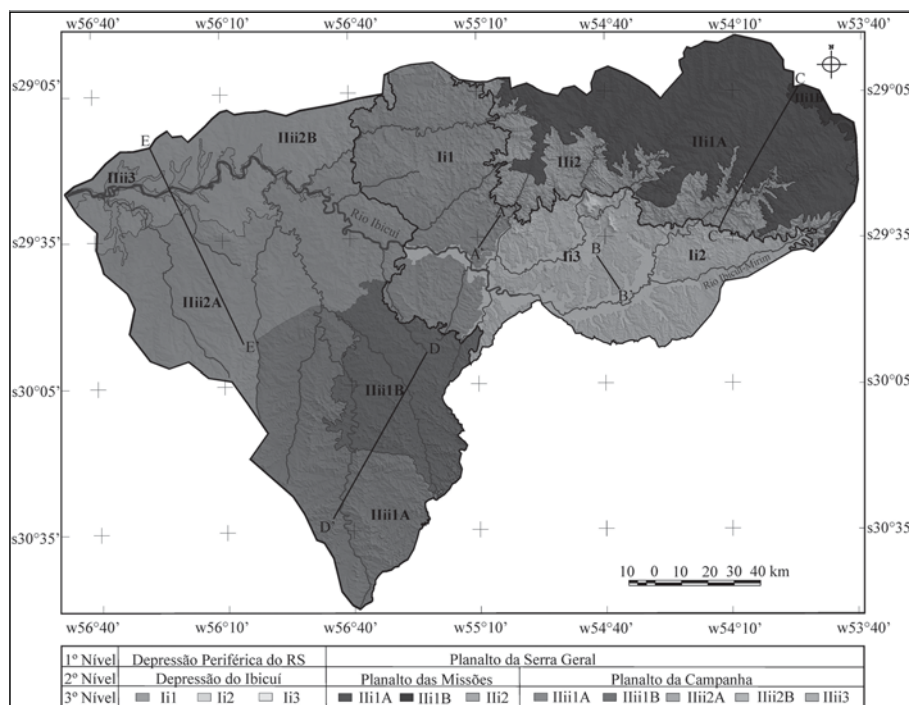 w56°40' w56°10' w56°40' w55°10' w54°40' w54°10' w53°40'
N
s29°05' s29°05'
C
IIi1B
E
IIii2B
IIi1A
Ii1
IIi2
IIii3
Rio Ibicuí
s29°35' s29°35'
C'
A
B
Ii3
Ii2
Rio Ibicuí-Mirim
IIii2A
B'
E'
D
s30°05' s30°05'
IIii1B
IIii1A
D'
s30°35' s30°35'
10 0 10 20 30 40 km
w56°40' w56°10' w56°40' w55°10' w54°40' w54°10' w53°40'
1º Nível Depressão Periférica do RS Planalto da Serra Geral
2º Nível Depressão do Ibicuí Planalto das Missões Planalto da Campanha
3º Nível Ii1 Ii2 Ii3 IIi1A IIi1B IIi2 IIii1A IIii1B IIii2A IIii2B IIii3